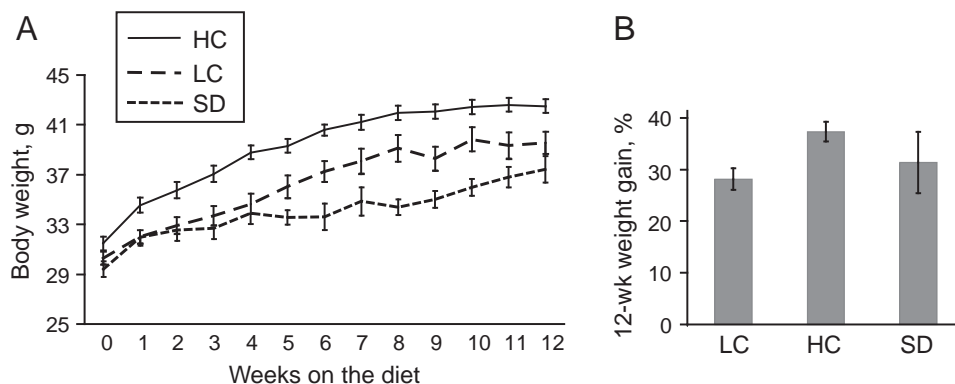 A
HC
LC
SD
Body weight, g
45
41
37
33
29
25
0 1 2 3 4 5 6 7 8 9 10 11 12
Weeks on the diet
B
12-wk weight gain, %
40
30
20
10
0
LC HC SD